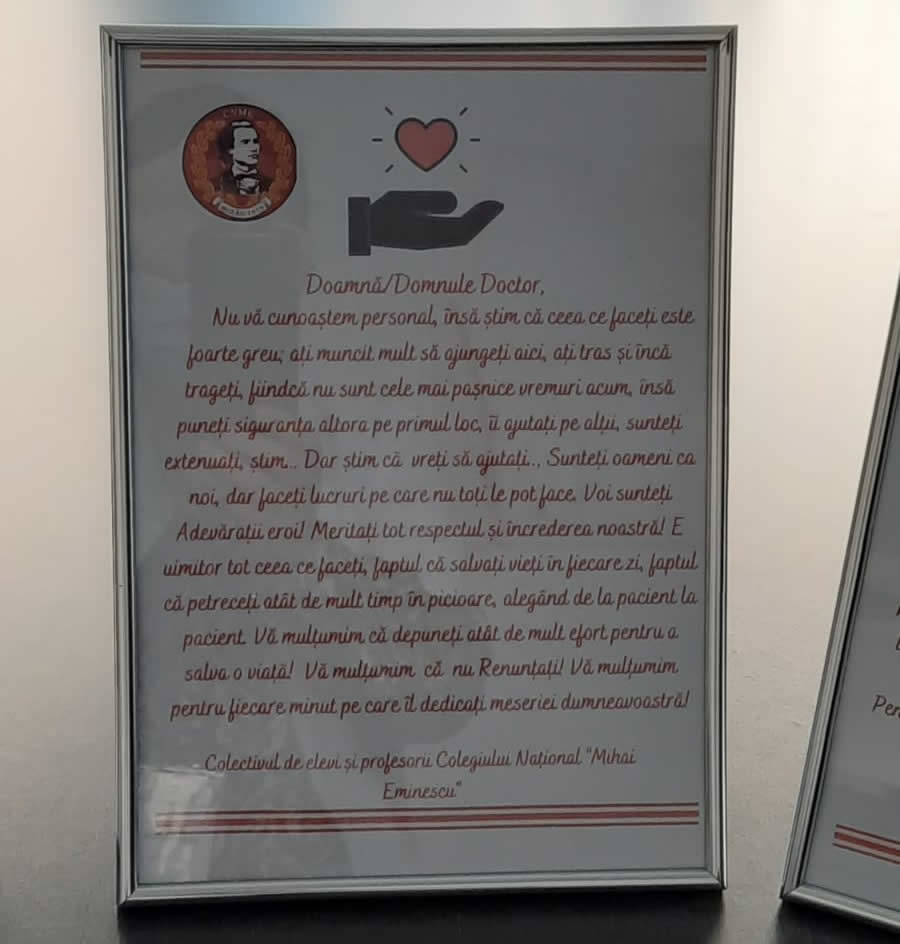 CNME
Doamnă/Domnule Doctor,
Nu vă cunoaștem personal, însă știm că ceea ce faceți este
foarte greu; ați muncit mult să ajungeți aici, ați tras și încă
trageți, fiindcă nu sunt cele mai pașnice vremuri acum, însă
puneți siguranța altora pe primul loc, îi ajutați pe alții, sunteți
extenuați, știm... Dar știm că vreți să ajutați.., Sunteți oameni ca
noi, dar faceți lucruri pe care nu toți le pot face. Voi sunteți
Adevărații eroi! Meritați tot respectul și încrederea noastră! E
uimitor tot ceea ce faceți, faptul că salvați vieți în fiecare zi, faptul
că petreceți atât de mult timp în picioare, alegând de la pacient la
pacient. Vă mulțumim că depuneți atât de mult efort pentru a
salva o viață! Vă mulțumim că nu Renunțați! Vă mulțumim
pentru fiecare minut pe care îl dedicați meseriei dumneavoastră!
Colectivul de elevi și profesorii Colegiului Național "Mihai
Eminescu"